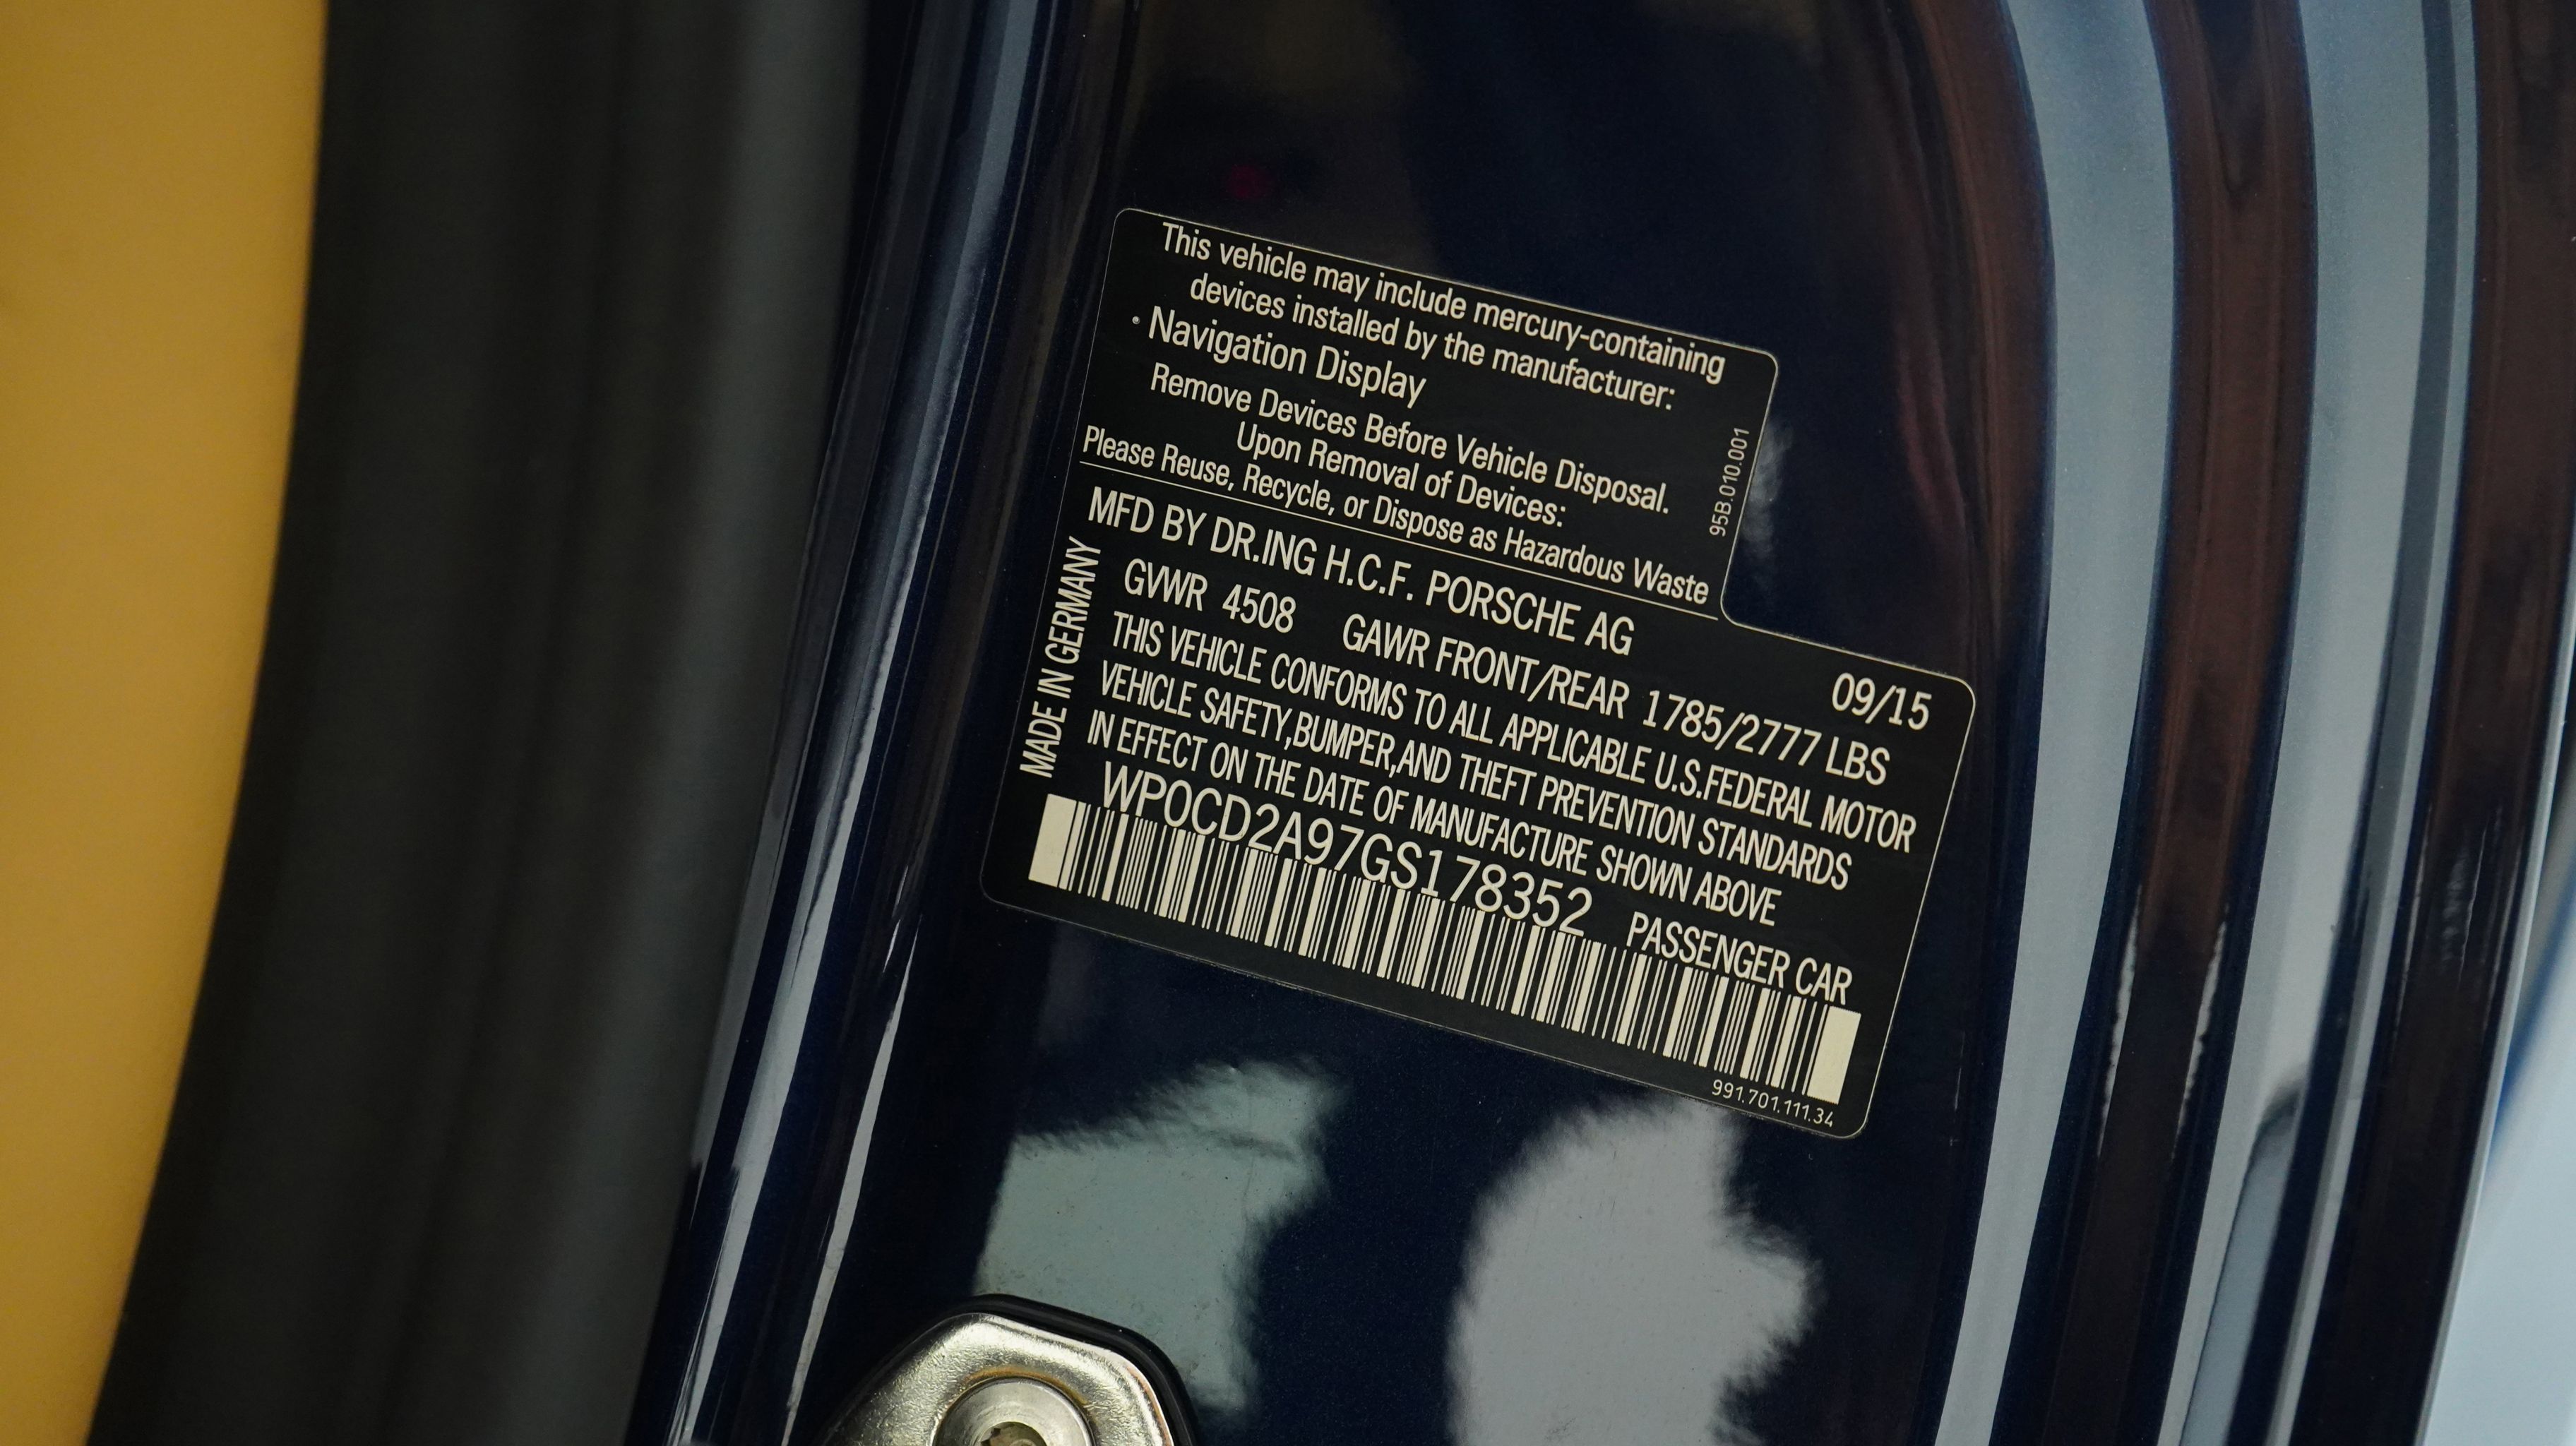 This vehicle may include mercury-containing
devices installed by the manufacturer:
· Navigation Display
Remove Devices Before Vehicle Disposal.
Upon Removal of Devices:
Please Reuse, Recycle, or Dispose as Hazardous Waste
95B.010.001
MFD BY DR.ING H.C.F. PORSCHE AG 09/15
GVWR 4508 GAWR FRONT/REAR 1785/2777 LBS
THIS VEHICLE CONFORMS TO ALL APPLICABLE U.S.FEDERAL MOTOR
VEHICLE SAFETY,BUMPER,AND THEFT PREVENTION STANDARDS
IN EFFECT ON THE DATE OF MANUFACTURE SHOWN ABOVE
WP0CD2A97GS178352 PASSENGER CAR
MADE IN GERMANY
991.701.111.34